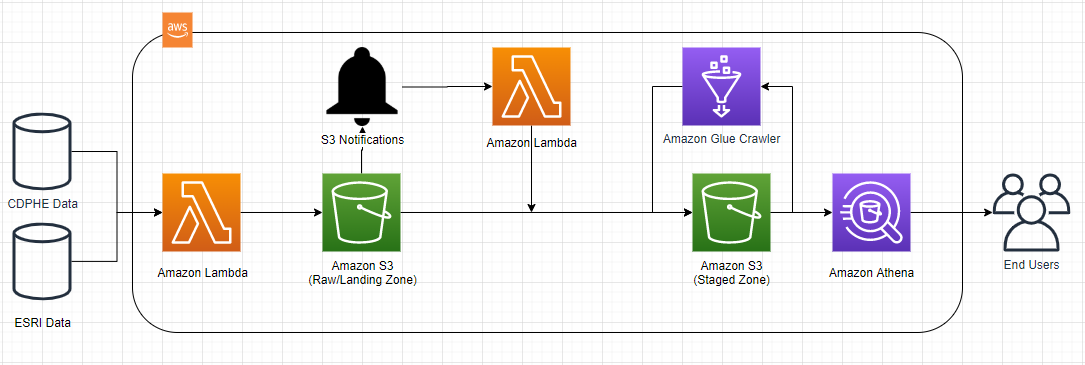 aws
S3 Notifications
Amazon Lambda
Amazon Glue Crawler
CDPHE Data
ESRI Data
Amazon Lambda
Amazon S3
(Raw/Landing Zone)
Amazon S3
(Staged Zone)
Amazon Athena
End Users